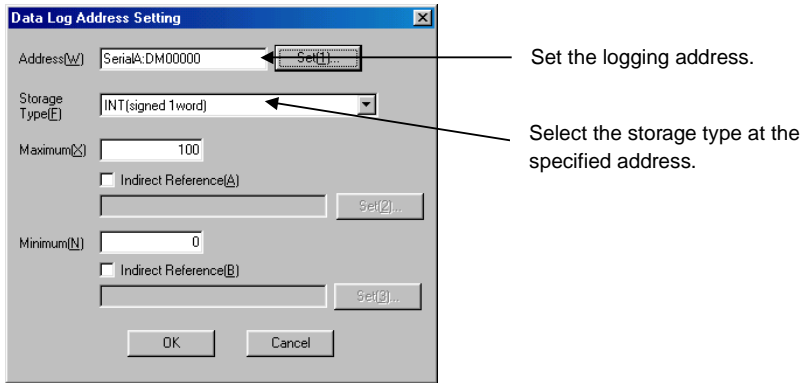 Data Log Address Setting
Address(W) SerialA:DM00000 Set(1)...
Set the logging address.
Storage
Type(F) INT(signed 1word)
Select the storage type at the
specified address.
Maximum(X) 100
Indirect Reference(A)
Set(2)...
Minimum(N) 0
Indirect Reference(B)
Set(3)...
OK Cancel